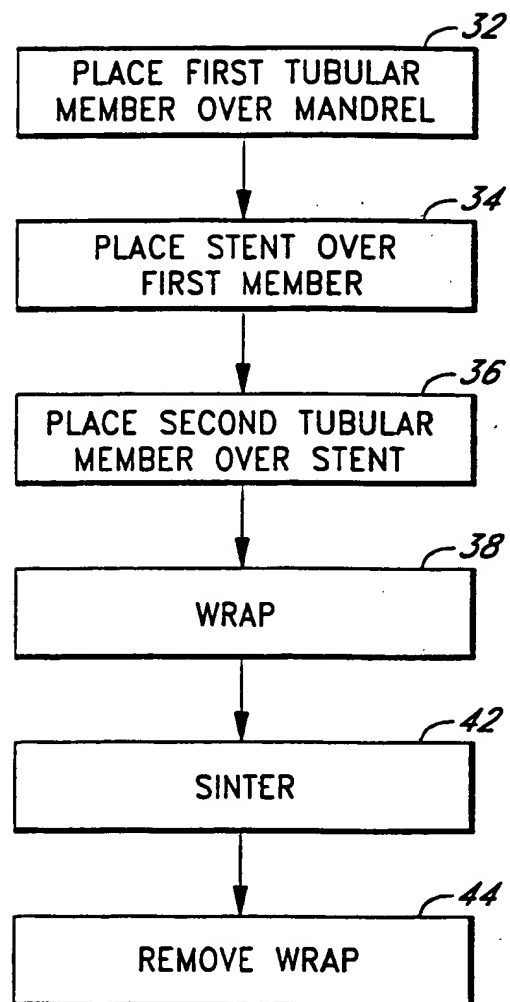 32
PLACE FIRST TUBULAR
MEMBER OVER MANDREL
34
PLACE STENT OVER
FIRST MEMBER
36
PLACE SECOND TUBULAR
MEMBER OVER STENT
38
WRAP
42
SINTER
44
REMOVE WRAP